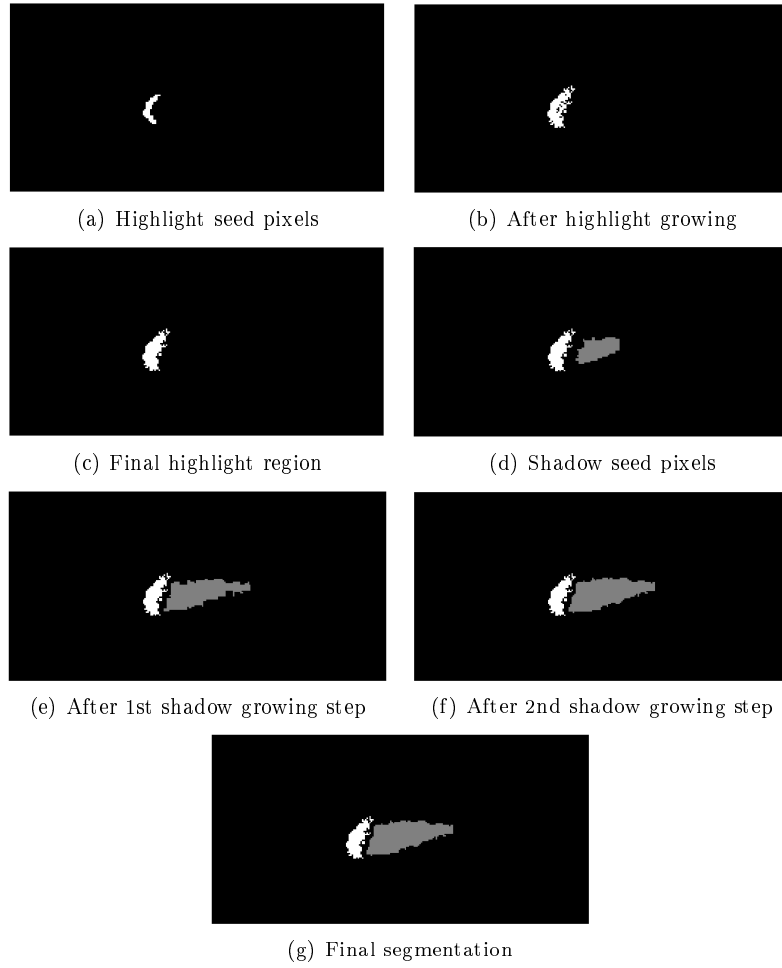 (a) Highlight seed pixels
(b) After highlight growing
(c) Final highlight region
(d) Shadow seed pixels
(e) After 1st shadow growing step
(f) After 2nd shadow growing step
(g) Final segmentation